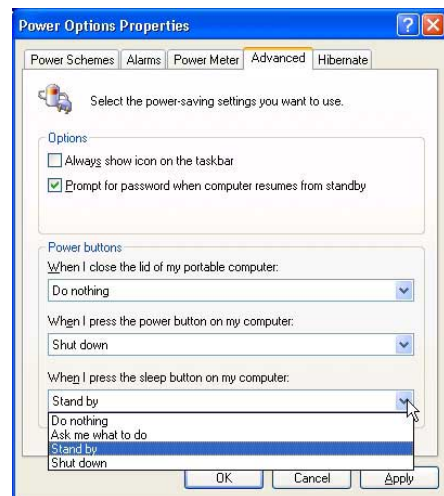 Power Options Properties
Power Schemes Alarms Power Meter Advanced Hibernate
Select the power-saving settings you want to use.
Options
Always show icon on the taskbar
Prompt for password when computer resumes from standby
Power buttons
When I close the lid of my portable computer:
Do nothing
When I press the power button on my computer:
Shut down
When I press the sleep button on my computer:
Stand by
Do nothing
Ask me what to do
Stand by
Shut down
OK Cancel Apply